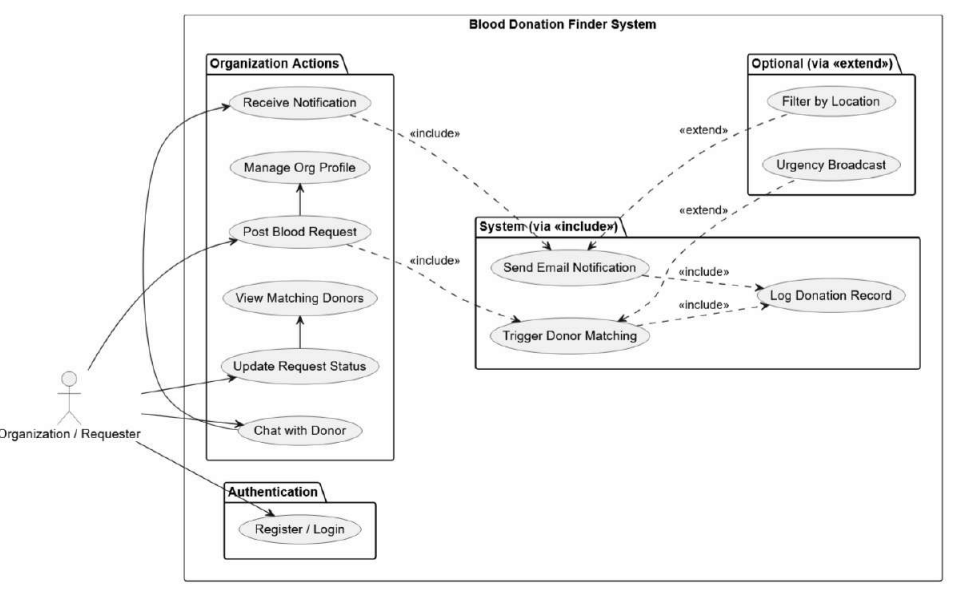 Blood Donation Finder System
Organization Actions
Optional (via «extend»)
Receive Notification
Filter by Location
«include»
«extend»
Manage Org Profile
Urgency Broadcast
«extend»
System (via «include»)
Post Blood Request
«include»
Send Email Notification
«include»
View Matching Donors
Log Donation Record
«include»
Trigger Donor Matching
Update Request Status
Chat with Donor
Organization / Requester
Authentication
Register / Login